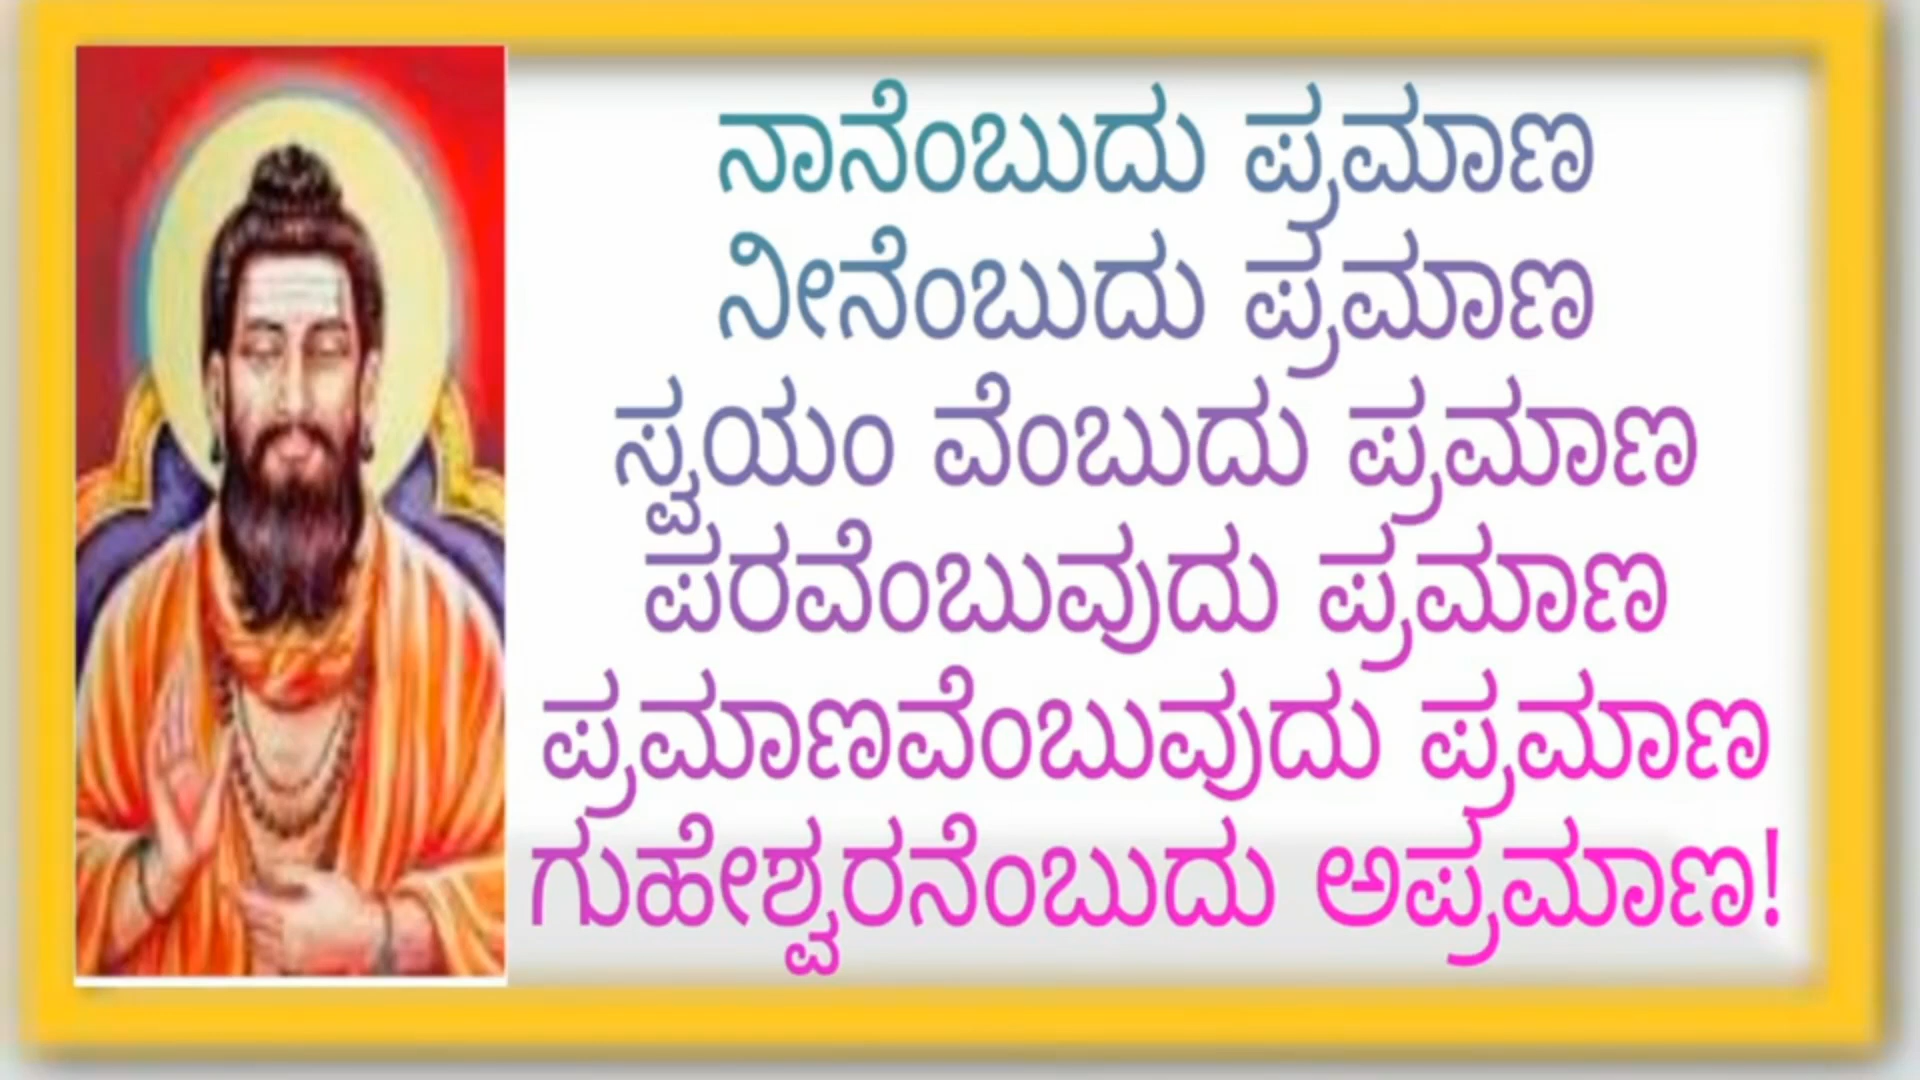 ನಾನೆಂಬುದು ಪ್ರಮಾಣ
ನೀನೆಂಬುದು ಪ್ರಮಾಣ
ಸ್ವಯಂ ವೆಂಬುದು ಪ್ರಮಾಣ
ಪರವೆಂಬುವುದು ಪ್ರಮಾಣ
ಪ್ರಮಾಣವೆಂಬುವುದು ಪ್ರಮಾಣ
ಗುಹೇಶ್ವರನೆಂಬುದು ಅಪ್ರಮಾಣ!